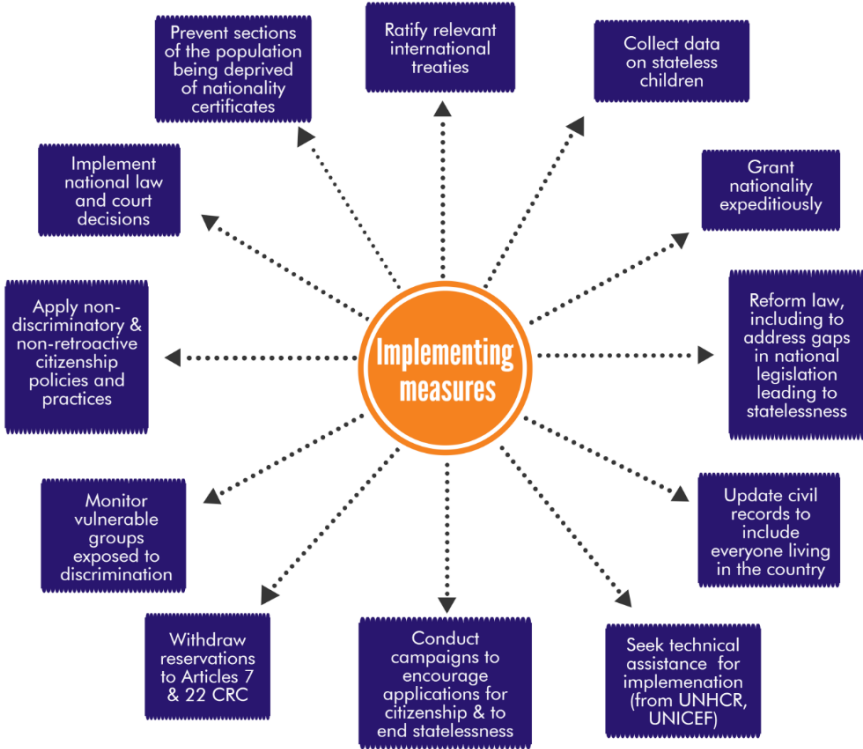 Prevent sections
of the population
being deprived
of nationality
certificates
Ratify relevant
international
treaties
Collect data
on stateless
children
Implement
national law
and court
decisions
Grant
nationality
expeditiously
Apply non-
discriminatory &
non-retroactive
citizenship
policies and
practices
Implementing
measures
Reform law,
including to
address gaps
in national
legislation
leading to
statelessness
Monitor
vulnerable
groups
exposed to
discrimination
Update civil
records to
include
everyone living
in the country
Withdraw
reservations
to Articles 7
& 22 CRC
Conduct
campaigns to
encourage
applications for
citizenship & to
end statelessness
Seek technical
assistance for
implemenation
(from UNHCR,
UNICEF)